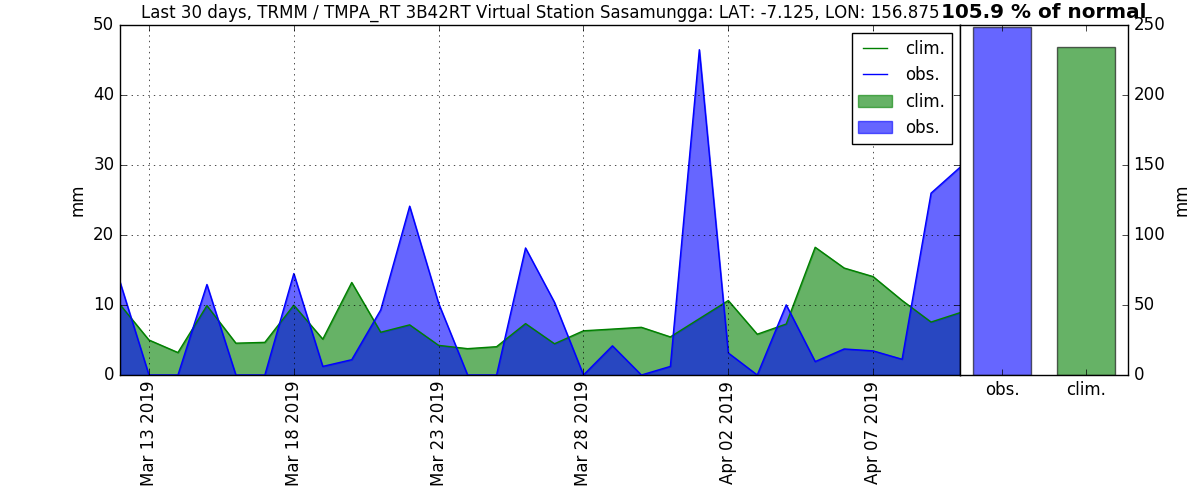 Last 30 days, TRMM / TMPA_RT 3B42RT Virtual Station Sasamungga: LAT: -7.125, LON: 156.875
105.9 % of normal
50
40
30
20
10
0
mm
clim.
obs.
clim.
obs.
250
200
150
100
50
0
mm
obs.
clim.
Mar 13 2019
Mar 18 2019
Mar 23 2019
Mar 28 2019
Apr 02 2019
Apr 07 2019